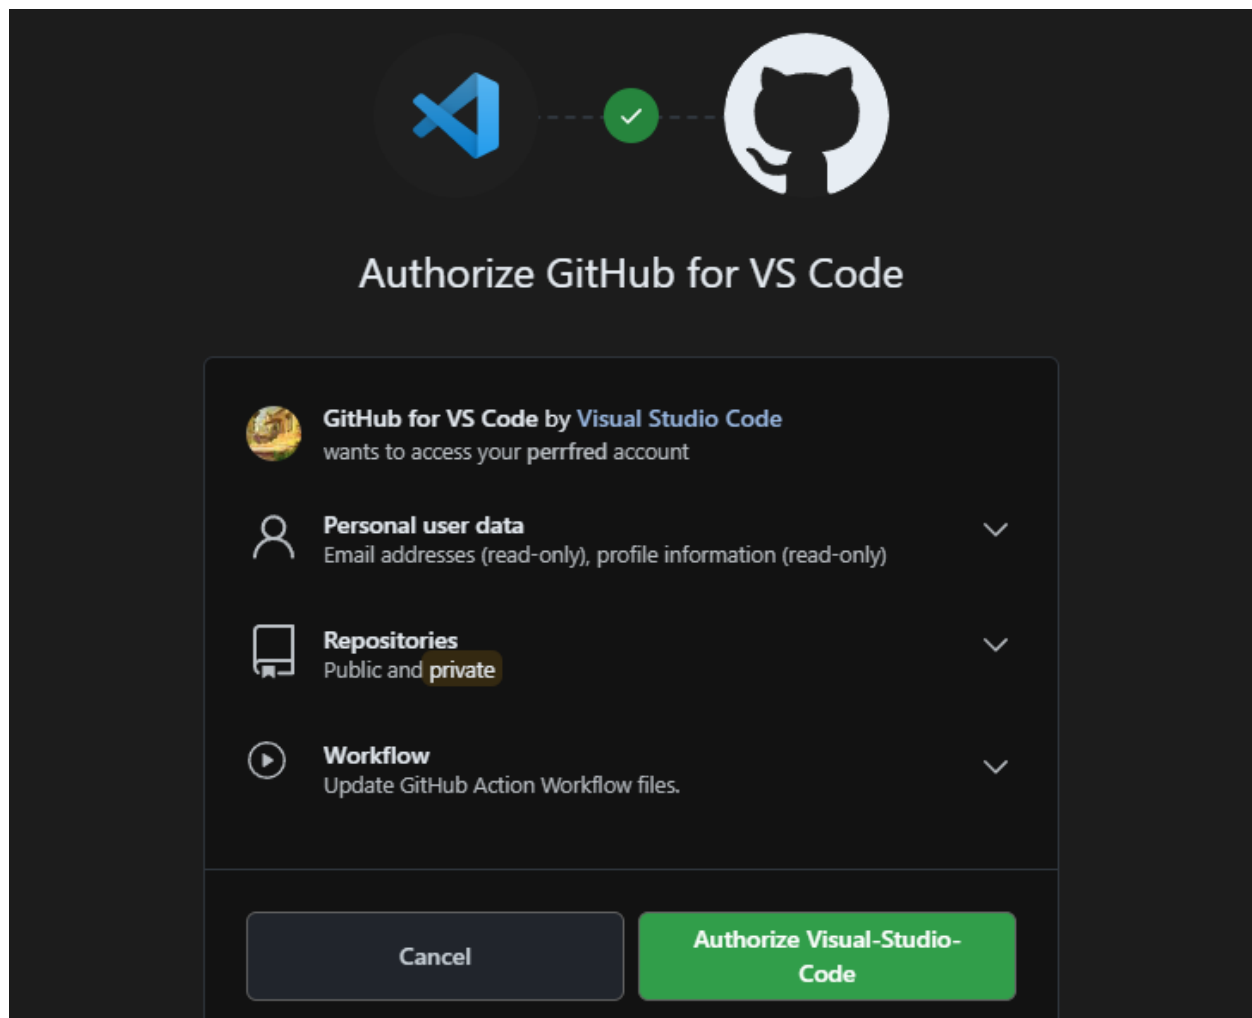 Authorize GitHub for VS Code
GitHub for VS Code by Visual Studio Code
wants to access your perrfred account
Personal user data
Email addresses (read-only), profile information (read-only)
Repositories
Public and private
Workflow
Update GitHub Action Workflow files.
Cancel
Authorize Visual-Studio-
Code